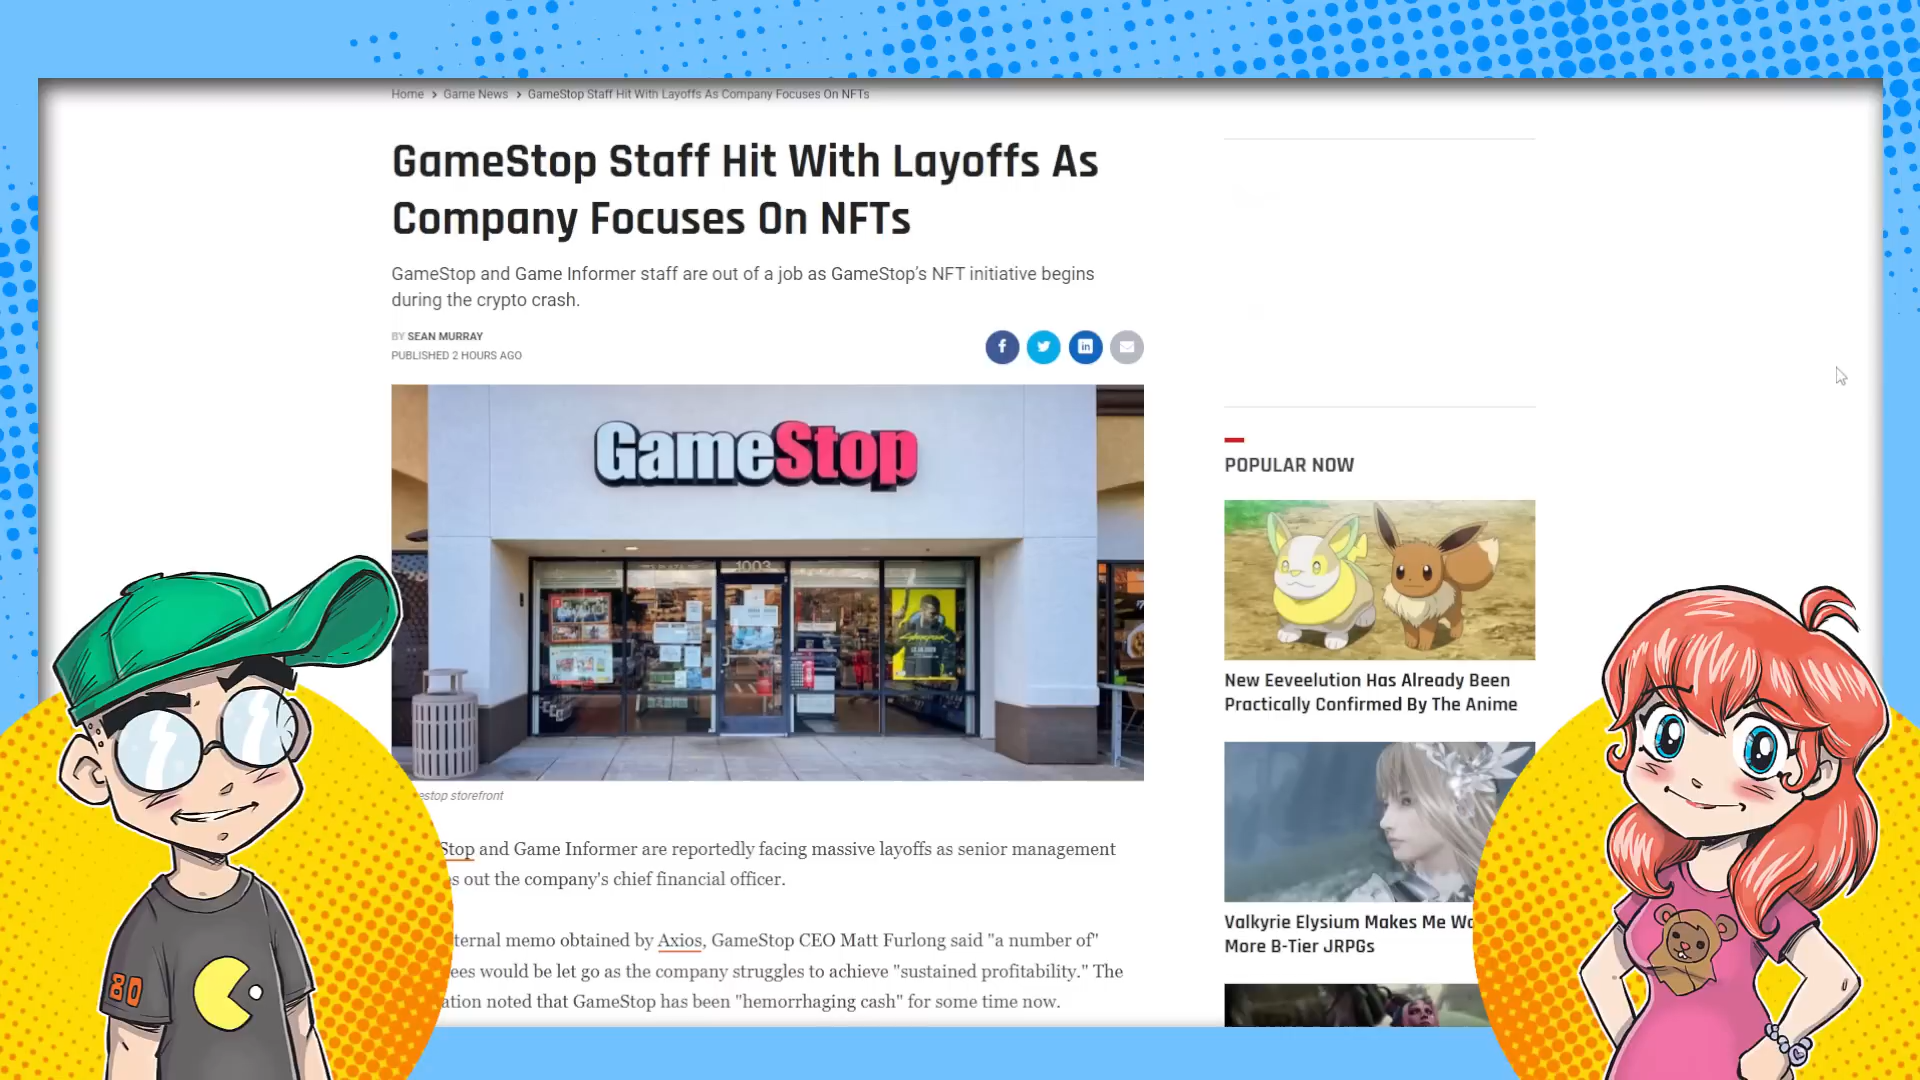 Home > Game News > GameStop Staff Hit With Layoffs As Company Focuses On NFTs
GameStop Staff Hit With Layoffs As
Company Focuses On NFTs
GameStop and Game Informer staff are out of a job as GameStop's NFT initiative begins
during the crypto crash.
BY SEAN MURRAY
PUBLISHED 2 HOURS AGO
GameStop
1003
storefront
Stop and Game Informer are reportedly facing massive layoffs as senior management
out the company's chief financial officer.
memo obtained by Axios, GameStop CEO Matt Furlong said "a number of"
would be let go as the company struggles to achieve "sustained profitability." The
noted that GameStop has been "hemorrhaging cash" for some time now.
POPULAR NOW
New Eeveelution Has Already Been
Practically Confirmed By The Anime
Valkyrie Elysium Makes Me
More B-Tier JRPGs
80